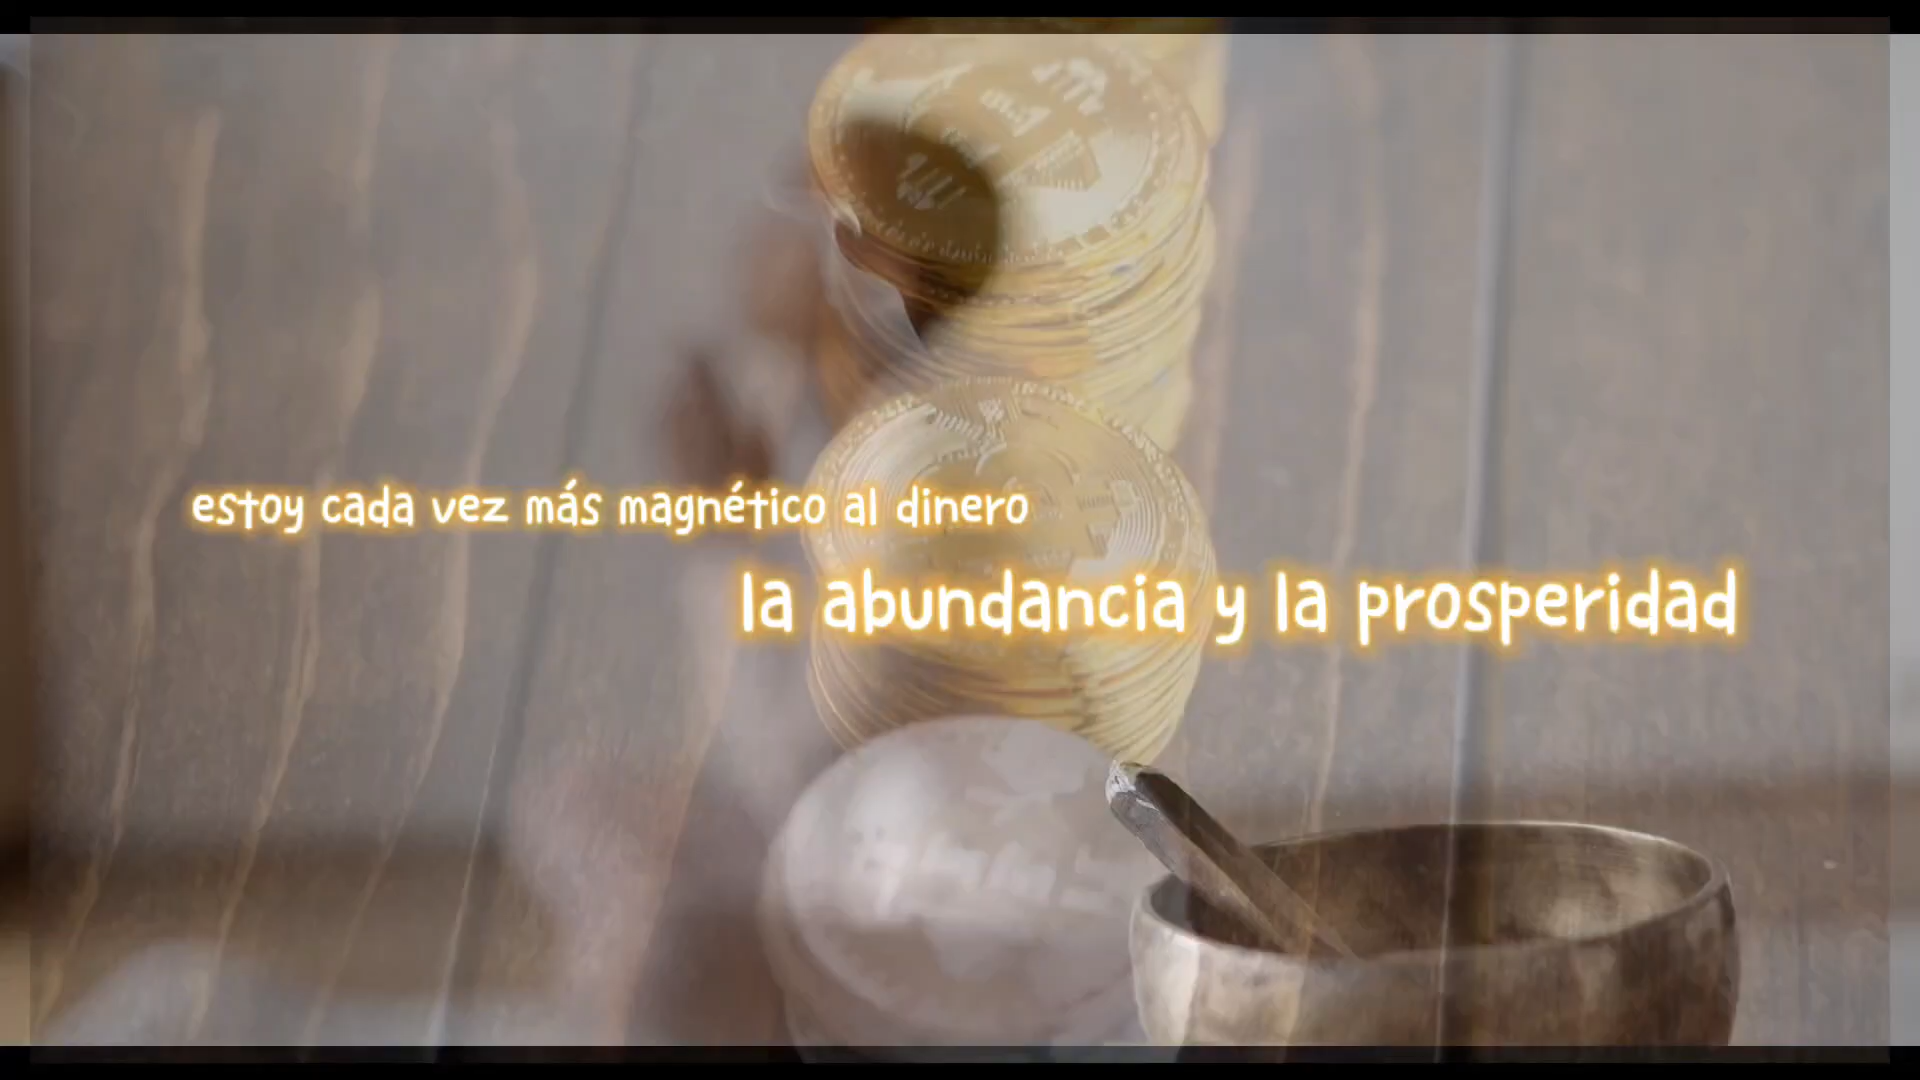 estoy cada vez más magnético al dinero
la abundancia y la prosperidad